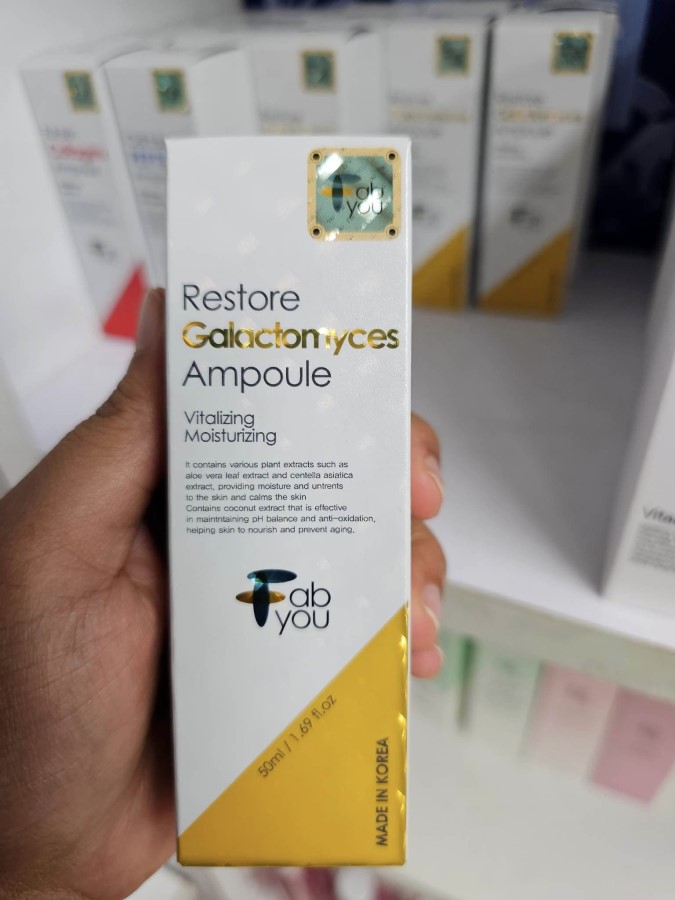 Fab
you
Restore
Galactomyces
Ampoule
Vitalizing
Moisturizing
It contains various plant extracts such as
aloe vera leaf extract and centella asiatica
extract, providing moisture and untrents
to the skin and calms the skin
Contains coconut extract that is effective
in maintntaining pH balance and anti-oxidation,
helping skin to nourish and prevent aging.
Fab
you
50ml / 1.69 fl.oz
MADE IN KOREA